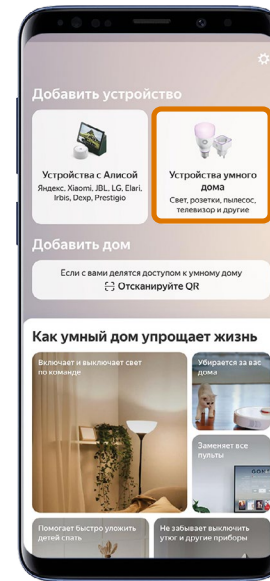 Добавить устройство
Устройства с Алисой
Яндекс, Xiaomi, JBL, LG, Elari,
Irbis, Dexp, Prestigio
Устройства умного
дома
Свет, розетки, пылесос,
телевизор и другие
Добавить дом
Если с вами делятся доступом к умному дому
Отсканируйте QR
Как умный дом упрощает жизнь
Включает и выключает свет
по команде
Убирается за вас
дома
Заменяет все
пульты
Помогает быстро уложить
детей спать
Не забывает выключить
утюг и другие приборы